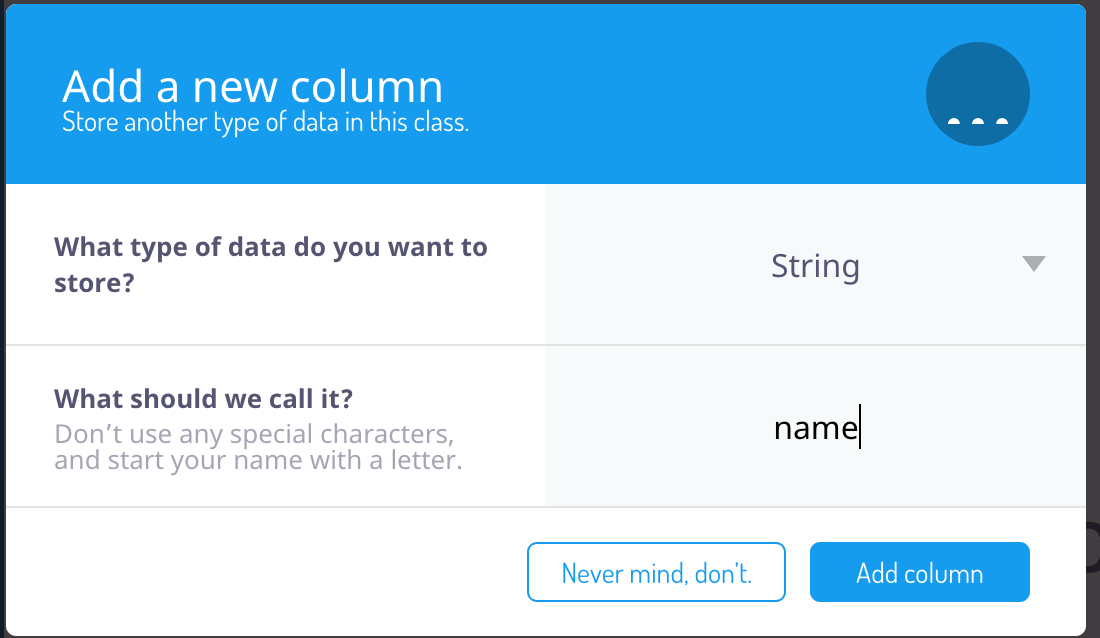 Add a new column
Store another type of data in this class.
What type of data do you want to
store?
String
What should we call it?
Don’t use any special characters,
and start your name with a letter.
name
Never mind, don’t.
Add column